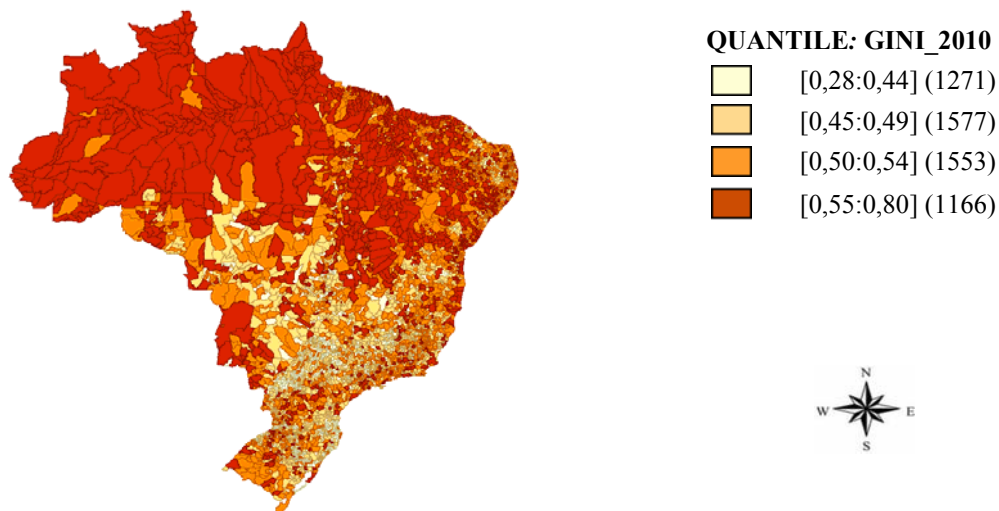 QUANTILE: GINI_2010
[0,28:0,44] (1271)
[0,45:0,49] (1577)
[0,50:0,54] (1553)
[0,55:0,80] (1166)
N
W E
S